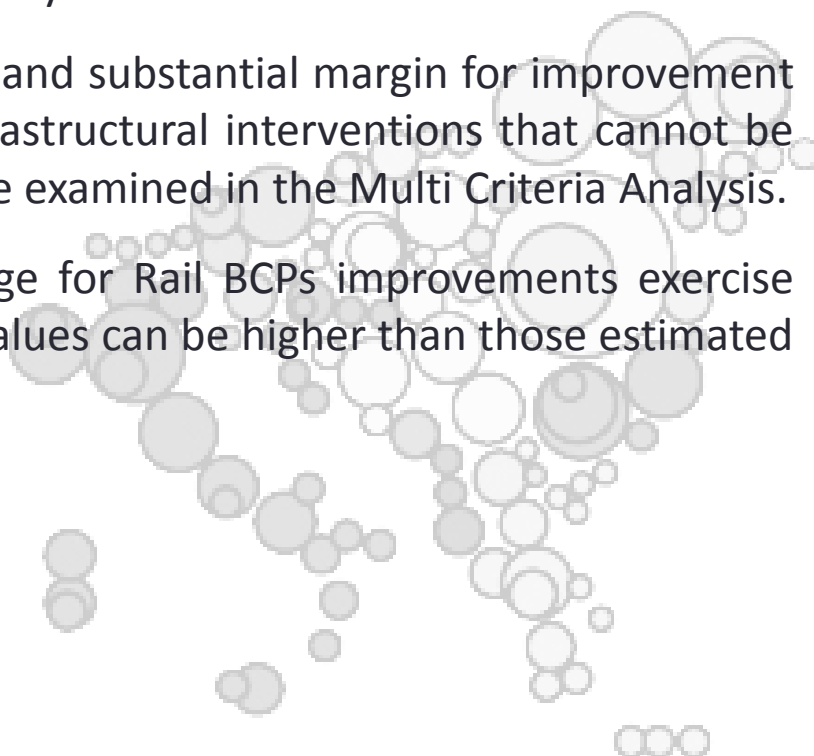 and substantial margin for improvement
astructural interventions that cannot be
examined in the Multi Criteria Analysis.
ge for Rail BCPs improvements exercise
alues can be higher than those estimated